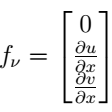 f_ν = [ 0
∂u/∂x
∂v/∂x ]